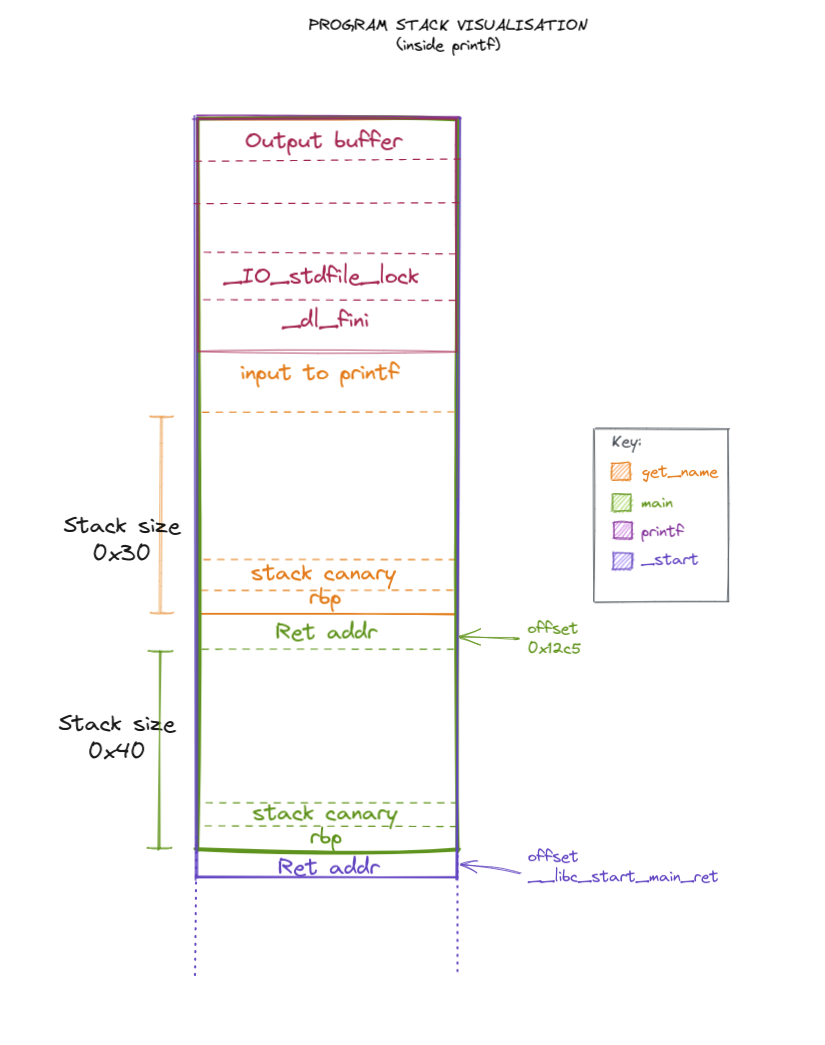 PROGRAM STACK VISUALISATION
(inside printf)
Output buffer
_IO_stdfile_lock
_dl_fini
input to printf
Stack size
0x30
stack canary
rbp
Ret addr
offset
0x12c5
Stack size
0x40
stack canary
rbp
Ret addr
offset
__libc_start_main_ret
Key:
get_name
main
printf
_start